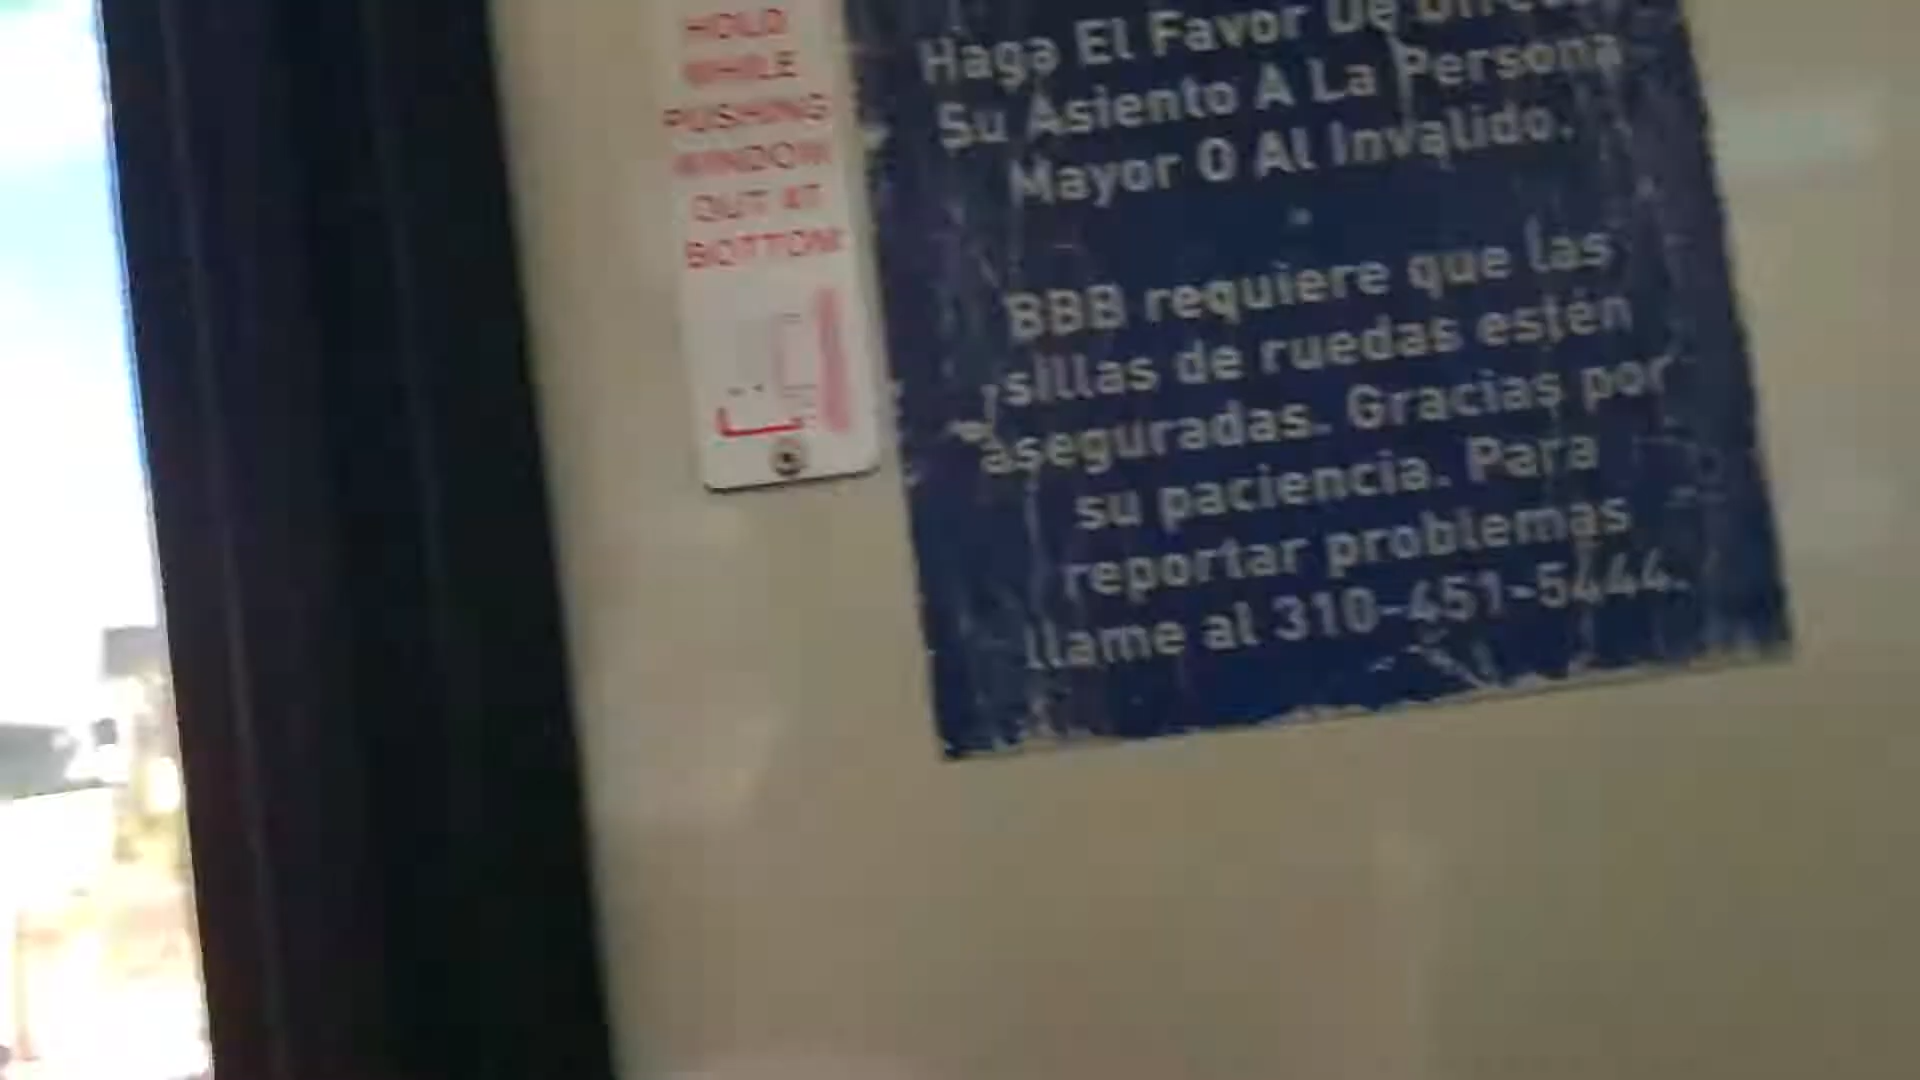 HOLD
WHILE
PUSHING
WINDOW
OUT AT
BOTTOM
Haga El Favor De
Su Asiento A La Persona
Mayor O Al Invalido.
BBB requiere que las
sillas de ruedas estén
aseguradas. Gracias por
su paciencia. Para
reportar problemas
llame al 310-451-5444.